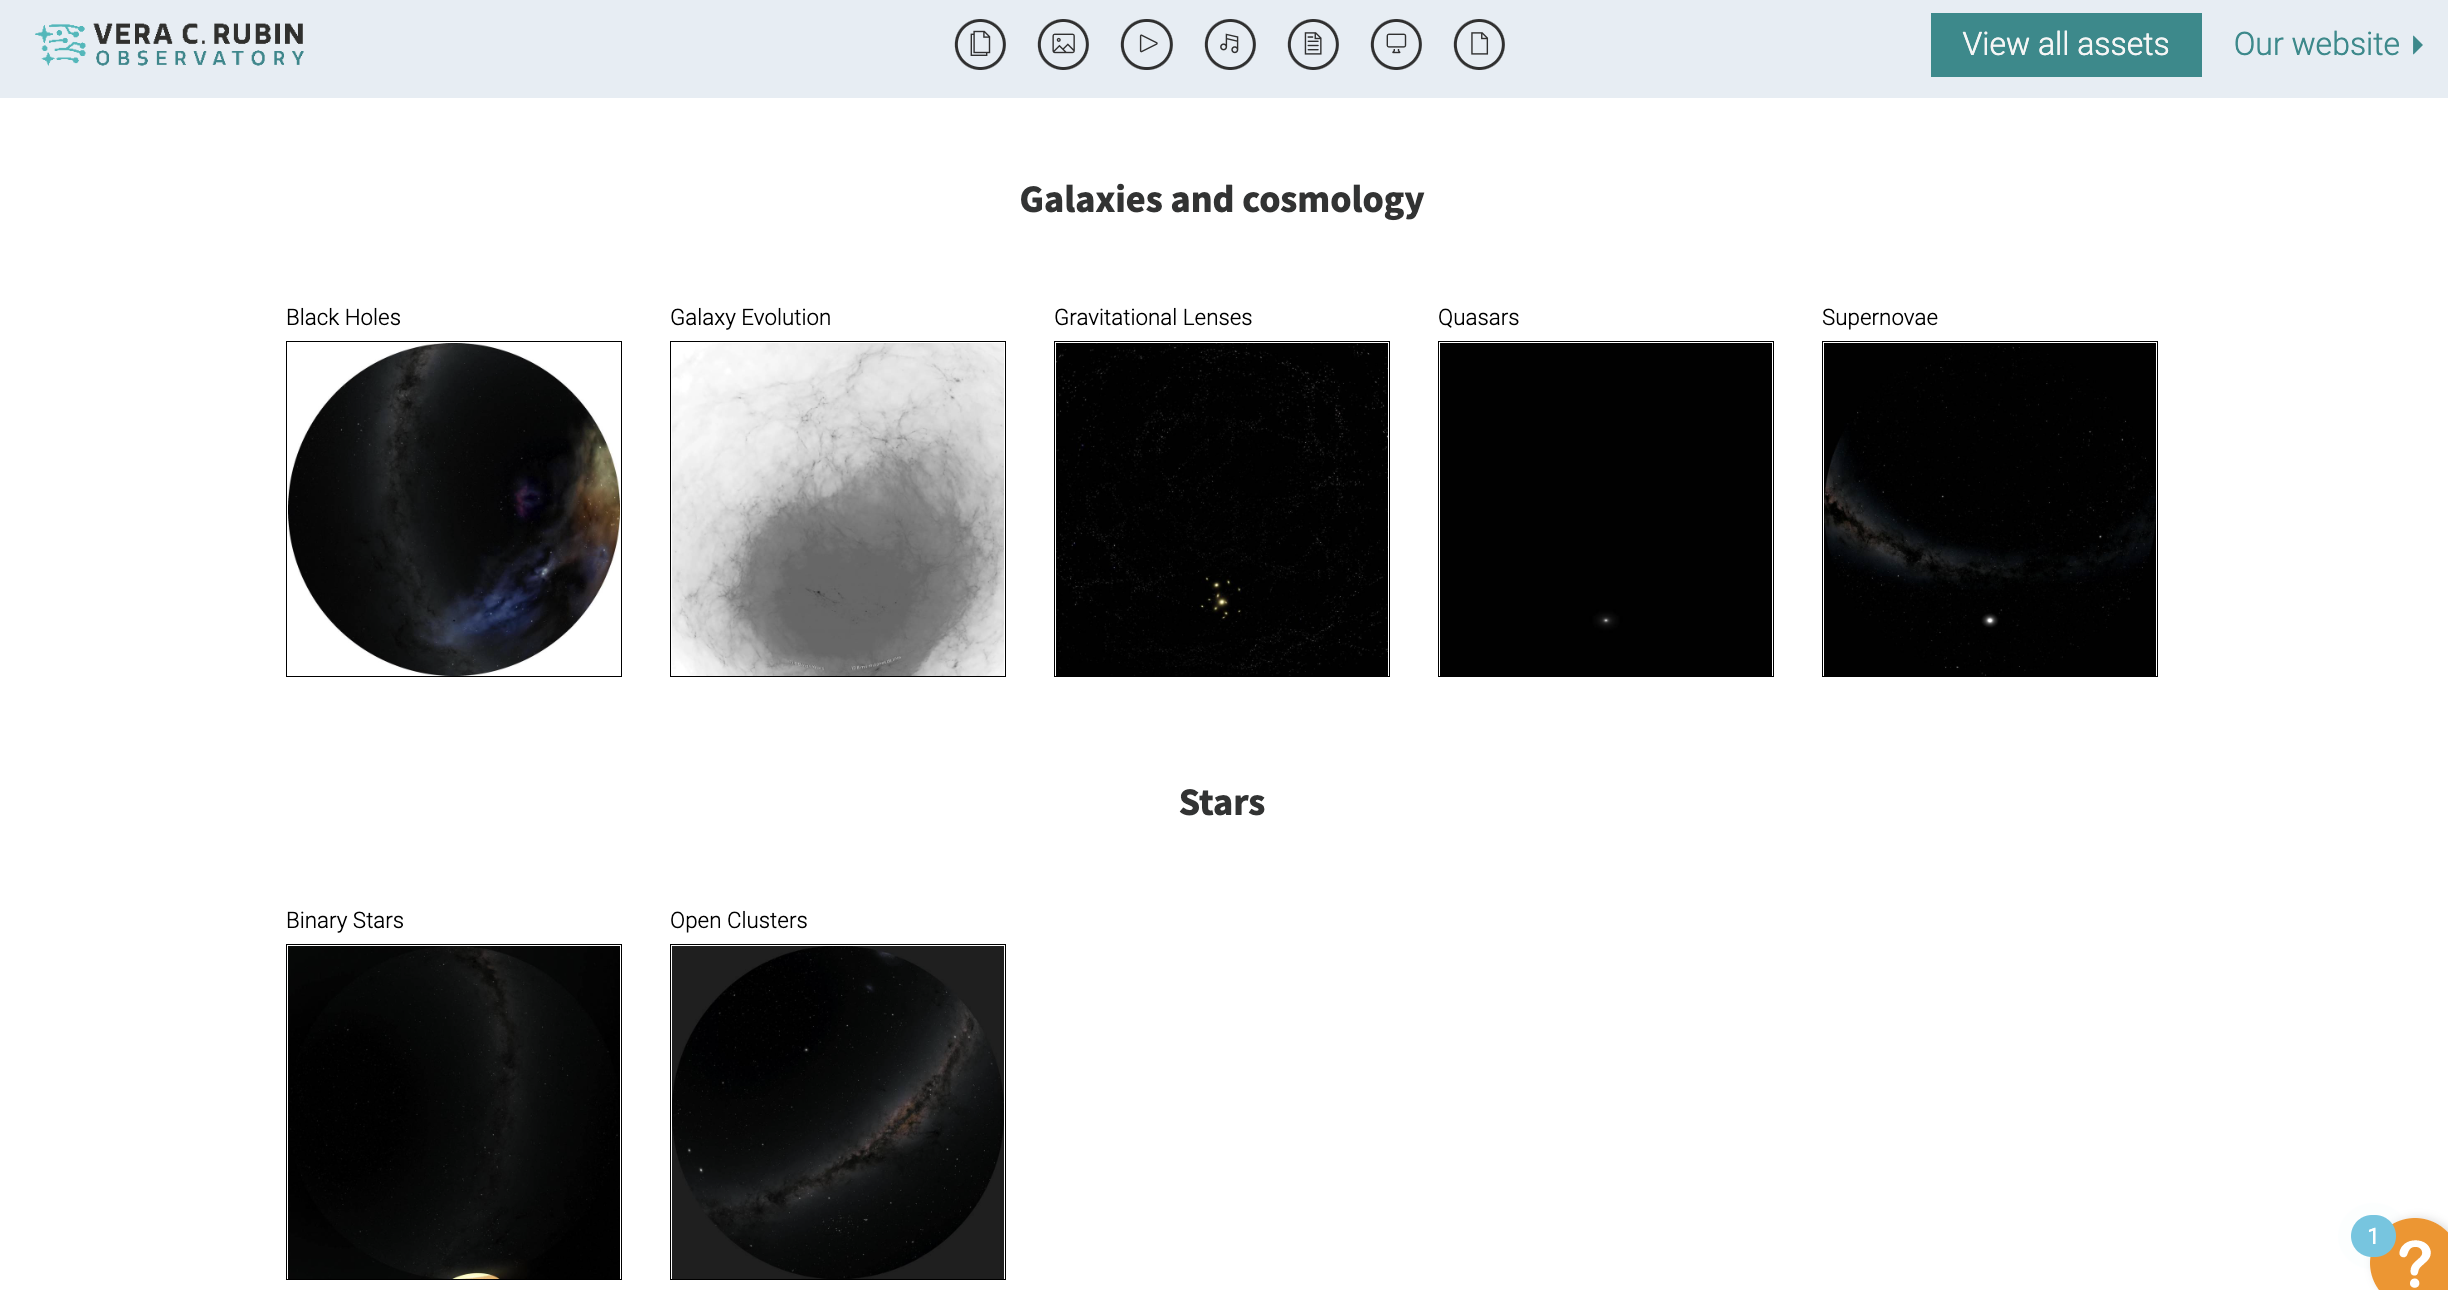 VERA C. RUBIN
OBSERVATORY
View all assets
Our website
Galaxies and cosmology
Black Holes
Galaxy Evolution
Gravitational Lenses
Quasars
Supernovae
Stars
Binary Stars
Open Clusters
1
?